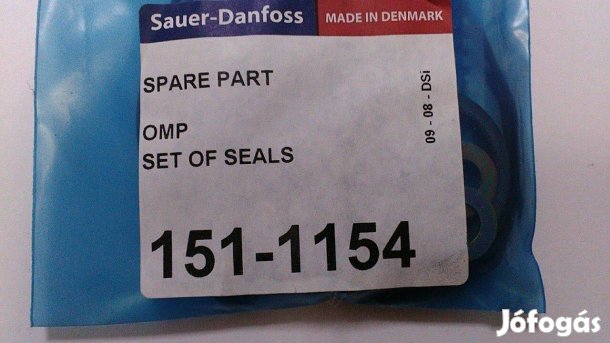 Sauer-Danfoss MADE IN DENMARK
SPARE PART
OMP
SET OF SEALS
09 - 08 - DSi
151-1154
Jófogás